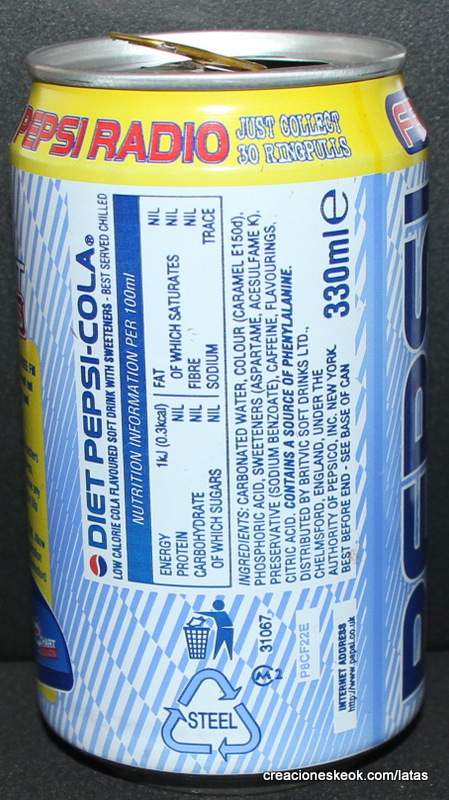 PEPSI RADIO
JUST COLLECT
30 RINGPULLS
DIET PEPSI-COLA®
LOW CALORIE COLA FLAVOURED SOFT DRINK WITH SWEETENERS - BEST SERVED CHILLED
NUTRITION INFORMATION PER 100ml
ENERGY 1kJ (0.3kcal) FAT NIL
PROTEIN NIL OF WHICH SATURATES NIL
CARBOHYDRATE NIL FIBRE NIL
OF WHICH SUGARS NIL SODIUM TRACE
INGREDIENTS: CARBONATED WATER, COLOUR (CARAMEL E150d),
PHOSPHORIC ACID, SWEETENERS (ASPARTAME, ACESULFAME K),
PRESERVATIVE (SODIUM BENZOATE), CAFFEINE, FLAVOURINGS,
CITRIC ACID. CONTAINS A SOURCE OF PHENYLALANINE.
DISTRIBUTED BY BRITVIC SOFT DRINKS LTD.,
CHELMSFORD, ENGLAND, UNDER THE
AUTHORITY OF PEPSICO, INC. NEW YORK.
BEST BEFORE END - SEE BASE OF CAN
330ml e
STEEL
M 2
31067
P8CF22E
INTERNET ADDRESS
http://www.pepsi.co.uk
PEPSI
creacioneskeok.com/latas